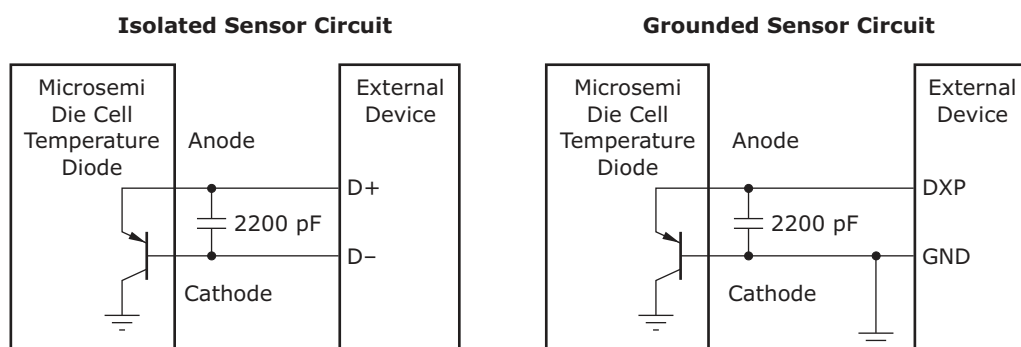 Isolated Sensor Circuit
Microsemi
Die Cell
Temperature
Diode
External
Device
Anode
D+
2200 pF
D–
Cathode
Grounded Sensor Circuit
Microsemi
Die Cell
Temperature
Diode
External
Device
Anode
DXP
2200 pF
GND
Cathode